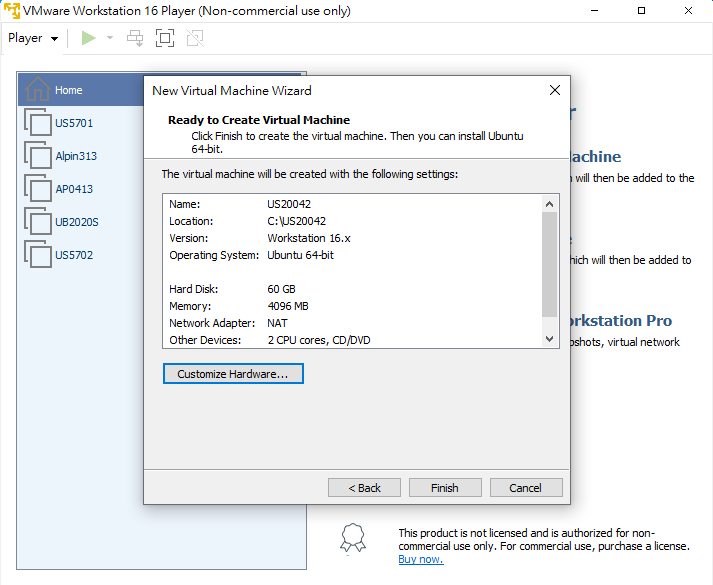 VMware Workstation 16 Player (Non-commercial use only)
Player
Home
US5701
Alpin313
AP0413
UB2020S
US5702
New Virtual Machine Wizard
Ready to Create Virtual Machine
Click Finish to create the virtual machine. Then you can install Ubuntu
64-bit.
The virtual machine will be created with the following settings:
Name: US20042
Location: C:\US20042
Version: Workstation 16.x
Operating System: Ubuntu 64-bit
Hard Disk: 60 GB
Memory: 4096 MB
Network Adapter: NAT
Other Devices: 2 CPU cores, CD/DVD
Customize Hardware...
< Back Finish Cancel
achine
will then be added to the
hich will then be added to
rkstation Pro
pshots, virtual network
This product is not licensed and is authorized for non-
commercial use only. For commercial use, purchase a license.
Buy now.